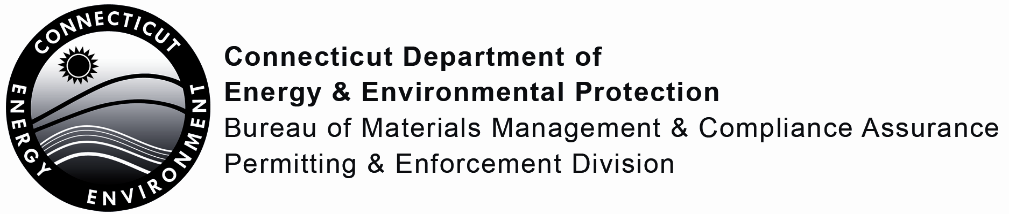 CONNECTICUT
ENERGY ENVIRONMENT
Connecticut Department of
Energy & Environmental Protection
Bureau of Materials Management & Compliance Assurance
Permitting & Enforcement Division